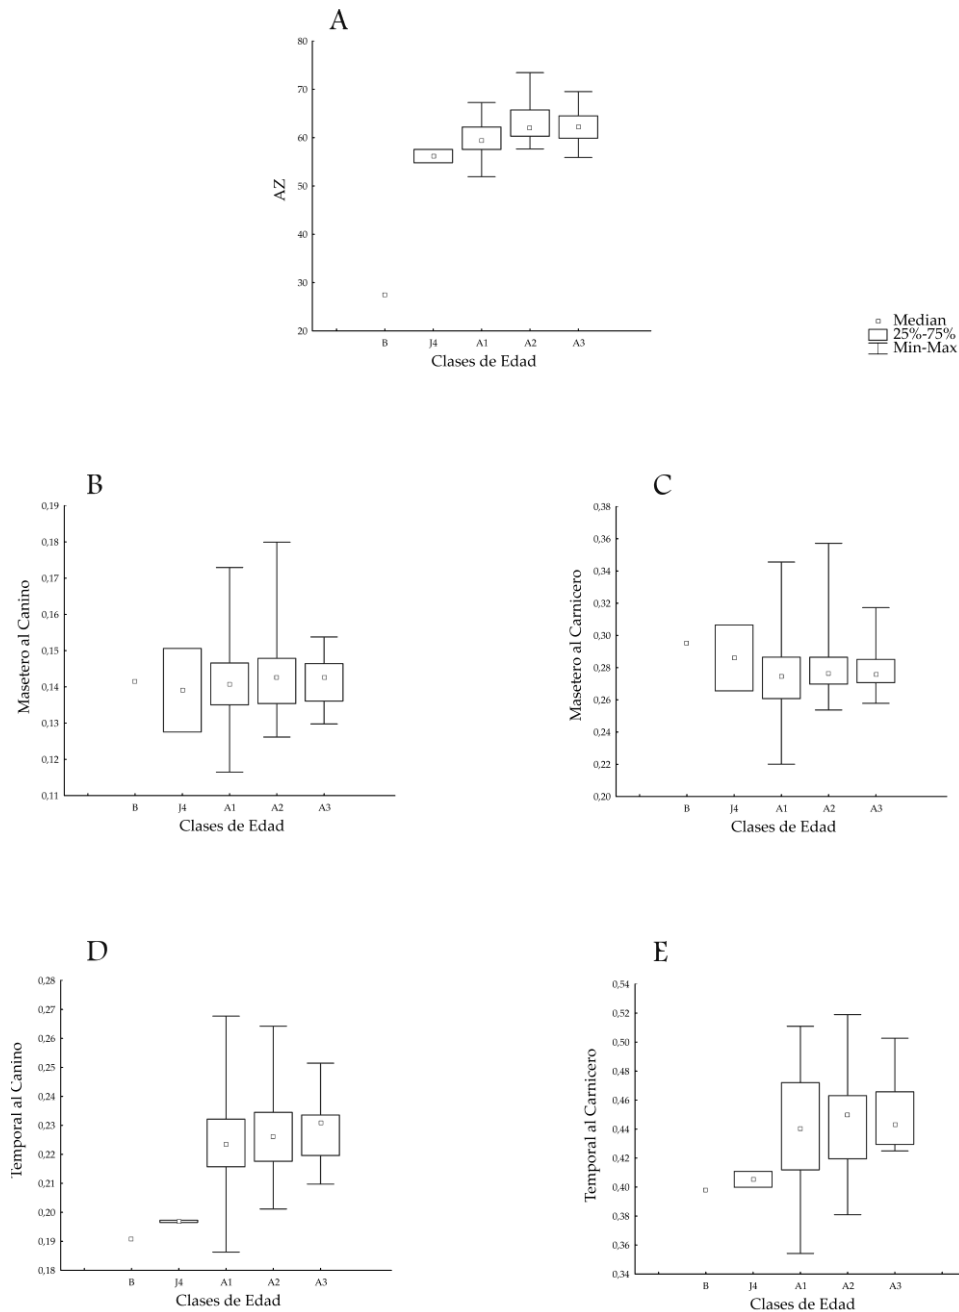 A
80
70
60
50
40
30
20
AZ
B J4 A1 A2 A3
Clases de Edad
Median
25%-75%
Min-Max
B
0,19
0,18
0,17
0,16
0,15
0,14
0,13
0,12
0,11
Masetero al Canino
B J4 A1 A2 A3
Clases de Edad
C
0,38
0,36
0,34
0,32
0,30
0,28
0,26
0,24
0,22
0,20
Masetero al Carnicero
B J4 A1 A2 A3
Clases de Edad
D
0,28
0,27
0,26
0,25
0,24
0,23
0,22
0,21
0,20
0,19
0,18
Temporal al Canino
B J4 A1 A2 A3
Clases de Edad
E
0,54
0,52
0,50
0,48
0,46
0,44
0,42
0,40
0,38
0,36
0,34
Temporal al Carnicero
B J4 A1 A2 A3
Clases de Edad